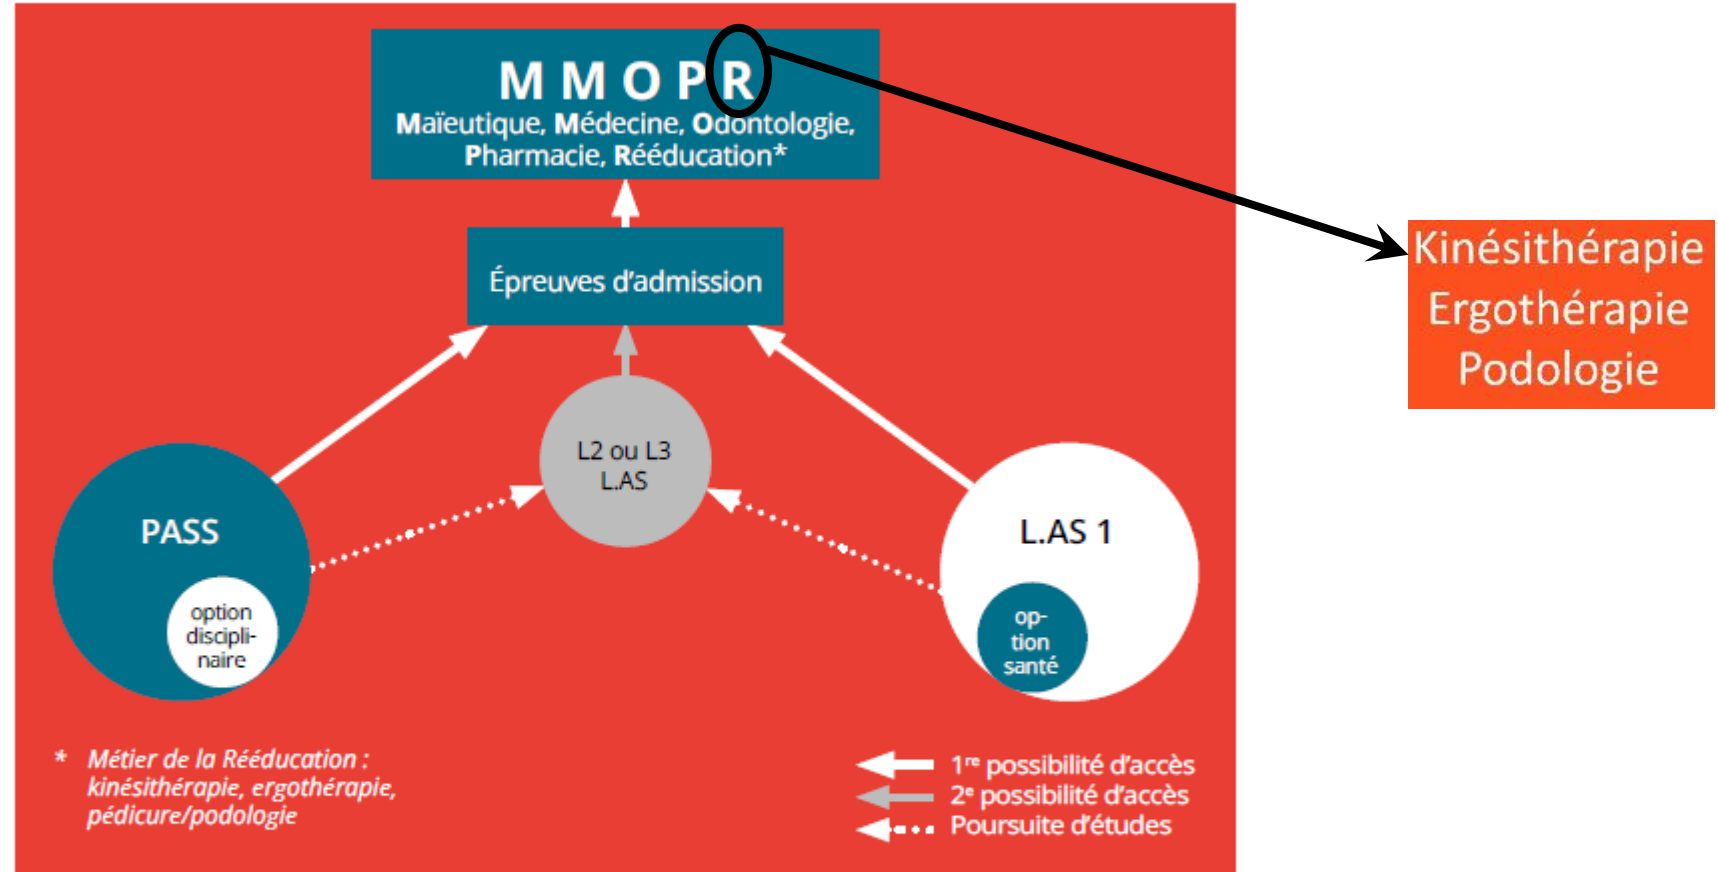 M M O P R
Maïeutique, Médecine, Odontologie,
Pharmacie, Rééducation*
Épreuves d'admission
Kinésithérapie
Ergothérapie
Podologie
L2 ou L3
L.AS
PASS
option
discipli-
naire
L.AS 1
op-
tion
santé
* Métier de la Rééducation :
kinésithérapie, ergothérapie,
pédicure/podologie
1re possibilité d'accès
2e possibilité d'accès
Poursuite d'études